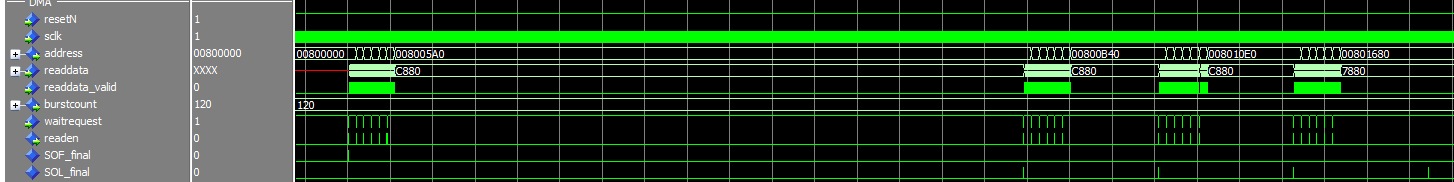 DMA
resetN 1
sclk 1
address 00800000 00800000 008005A0 00800B40 008010E0 00801680
readdata XXXX C880 C880 C880 7880
readdata_valid 0
burstcount 120 120
waitrequest 1
readen 0
SOF_final 0
SOL_final 0